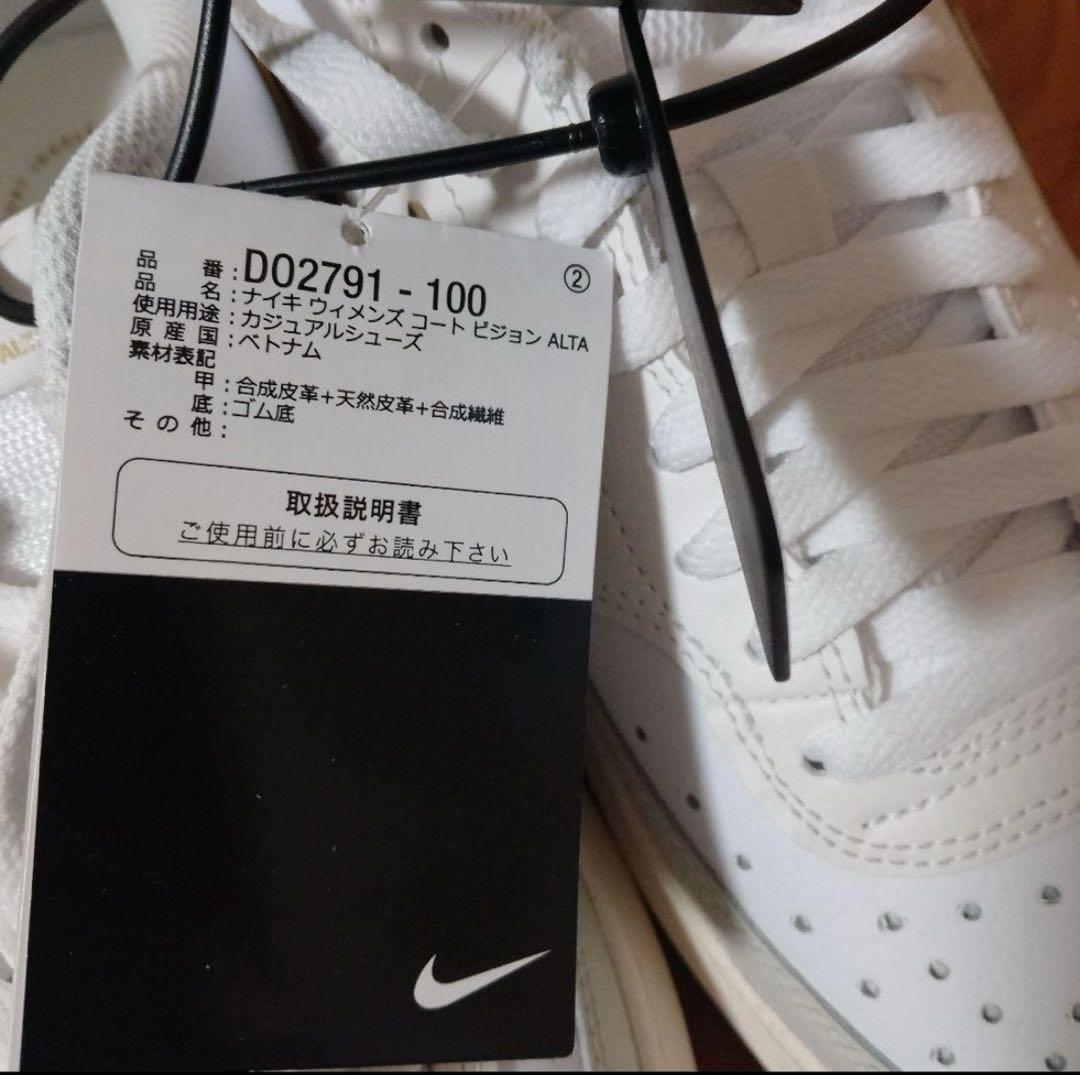 品 番：DO2791 - 100 ②
品 名：ナイキ ウィメンズ コート ビジョン ALTA
使用用途：カジュアルシューズ
原産国：ベトナム
素材表記
甲：合成皮革+天然皮革+合成繊維
底：ゴム底
その他：
取扱説明書
ご使用前に必ずお読み下さい